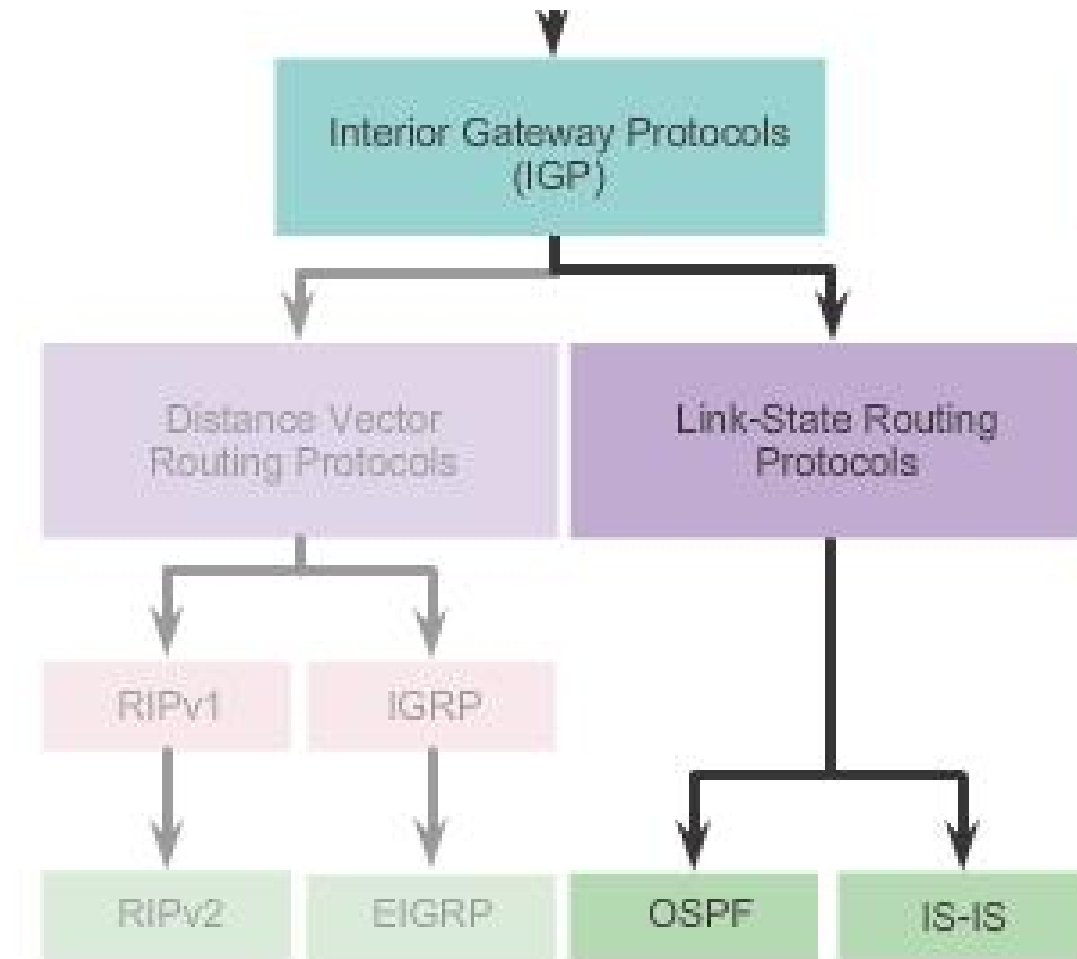 Interior Gateway Protocols
(IGP)
Distance Vector
Routing Protocols
Link-State Routing
Protocols
RIPv1
IGRP
RIPv2
EIGRP
OSPF
IS-IS